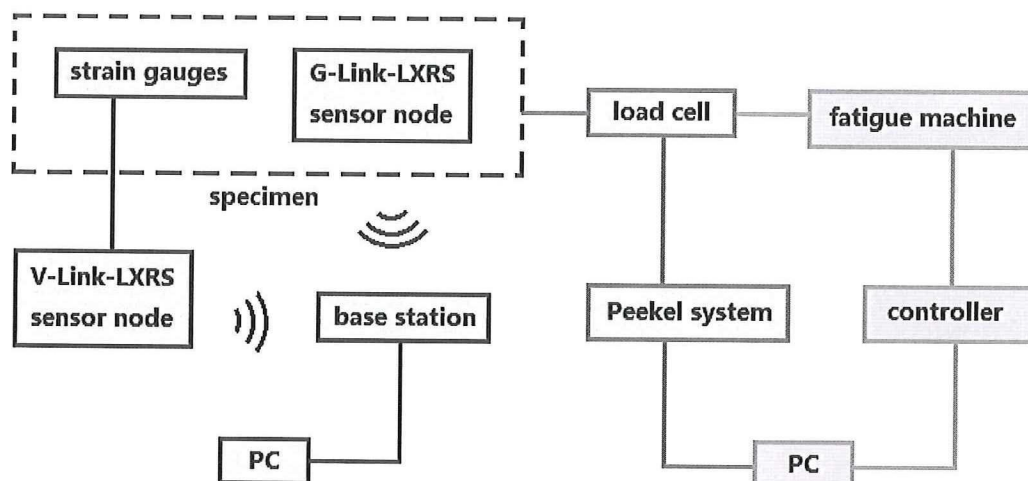 strain gauges
G-Link-LXRS
sensor node
load cell
fatigue machine
specimen
V-Link-LXRS
sensor node
base station
Peekel system
controller
PC
PC